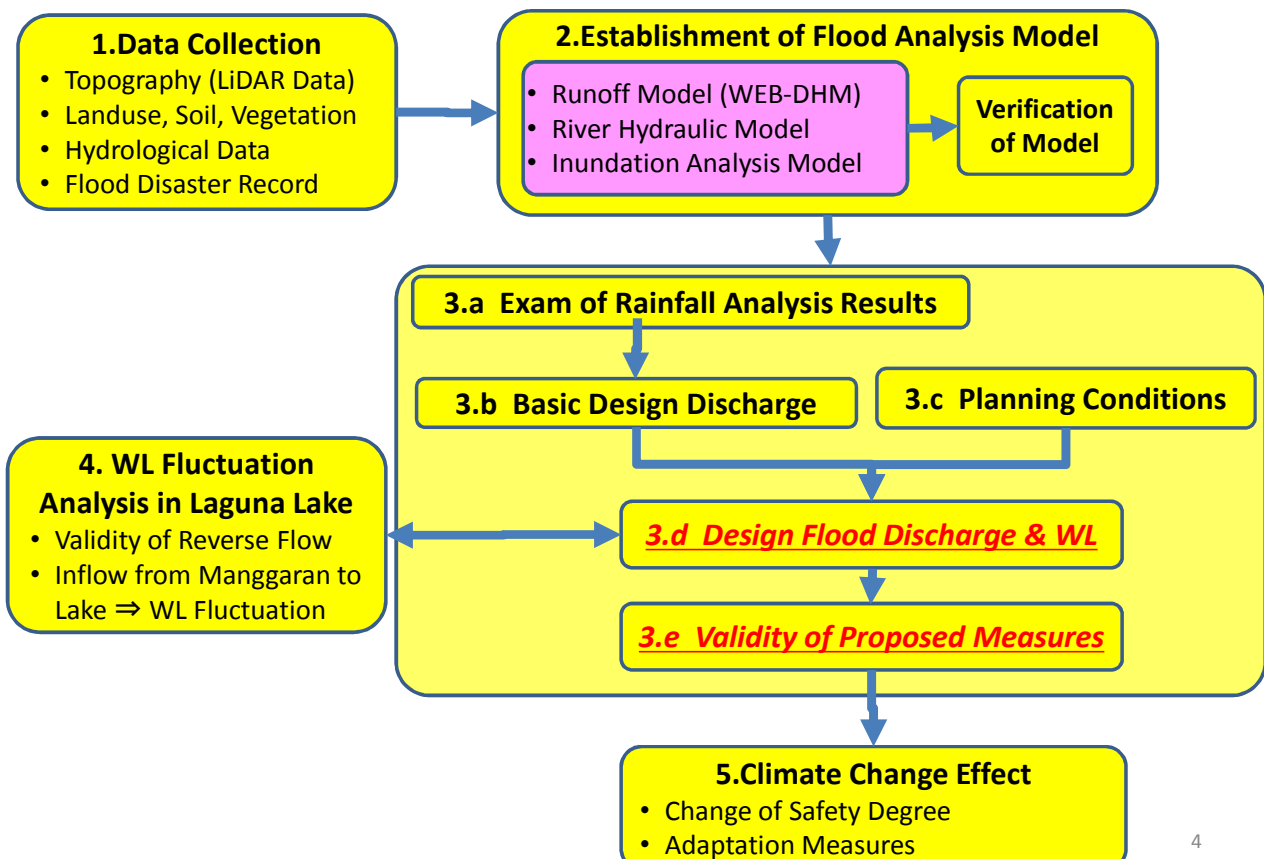 1.Data Collection
• Topography (LiDAR Data)
• Landuse, Soil, Vegetation
• Hydrological Data
• Flood Disaster Record
2.Establishment of Flood Analysis Model
• Runoff Model (WEB-DHM)
• River Hydraulic Model
• Inundation Analysis Model
Verification
of Model
3.a Exam of Rainfall Analysis Results
3.b Basic Design Discharge
3.c Planning Conditions
4. WL Fluctuation
Analysis in Laguna Lake
• Validity of Reverse Flow
• Inflow from Manggaran to
Lake ⇒ WL Fluctuation
3.d Design Flood Discharge & WL
3.e Validity of Proposed Measures
5.Climate Change Effect
• Change of Safety Degree
• Adaptation Measures
4